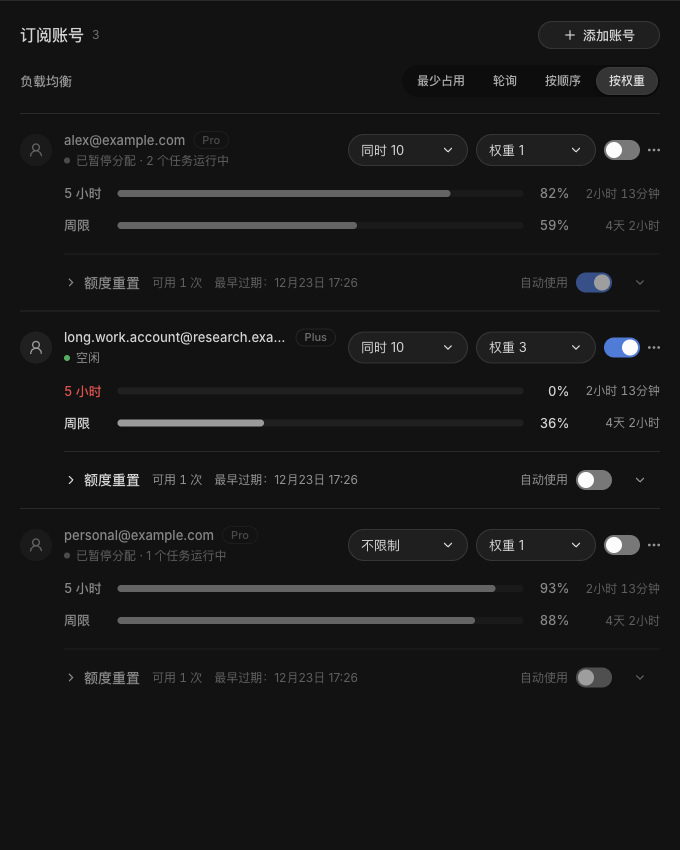 订阅账号 3
添加账号
负载均衡
最少占用 轮询 按顺序 按权重
alex@example.com Pro
已暂停分配 · 2 个任务运行中
同时 10 权重 1
5 小时 82% 2小时 13分钟
周限 59% 4天 2小时
额度重置 可用 1 次 最早过期：12月23日 17:26 自动使用
long.work.account@research.exa... Plus
空闲
同时 10 权重 3
5 小时 0% 2小时 13分钟
周限 36% 4天 2小时
额度重置 可用 1 次 最早过期：12月23日 17:26 自动使用
personal@example.com Pro
已暂停分配 · 1 个任务运行中
不限制 权重 1
5 小时 93% 2小时 13分钟
周限 88% 4天 2小时
额度重置 可用 1 次 最早过期：12月23日 17:26 自动使用